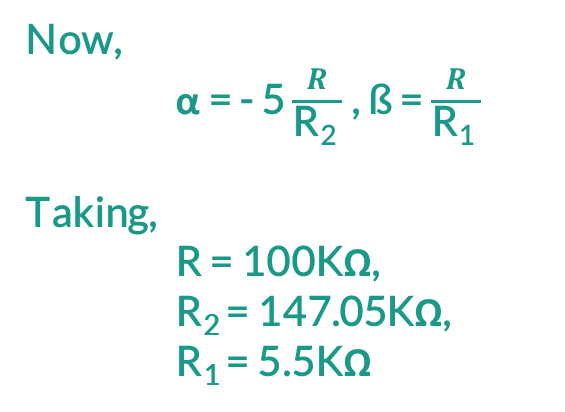 Now,
α = - 5 R/R₂ , ß = R/R₁
Taking,
R = 100KΩ,
R₂ = 147.05KΩ,
R₁ = 5.5KΩ